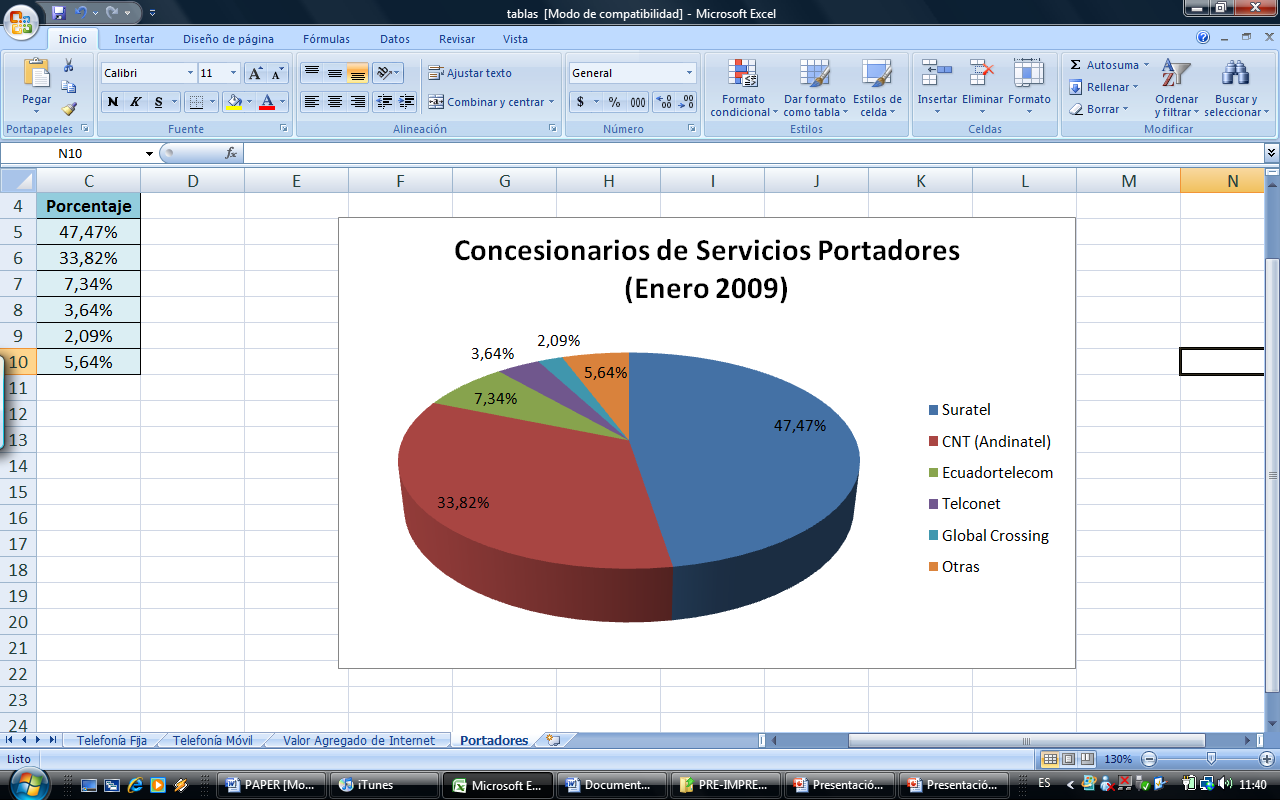 tablas [Modo de compatibilidad] - Microsoft Excel
Inicio Insertar Diseño de página Fórmulas Datos Revisar Vista
Pegar
Portapapeles
Calibri 11
N K S
Fuente
Ajustar texto
Combinar y centrar
Alineación
General
$ % 000
Número
Formato condicional
Dar formato como tabla
Estilos de celda
Estilos
Insertar Eliminar Formato
Celdas
Autosuma
Rellenar
Borrar
Ordenar y filtrar
Buscar y seleccionar
Modificar
N10 fx
C D E F G H I J K L M N
4 Porcentaje
5 47,47%
6 33,82%
7 7,34%
8 3,64%
9 2,09%
10 5,64%
11
12
13
14
15
16
17
18
19
20
21
22
23
24
Concesionarios de Servicios Portadores
(Enero 2009)
2,09%
3,64%
5,64%
7,34%
47,47%
33,82%
Suratel
CNT (Andinatel)
Ecuadortelecom
Telconet
Global Crossing
Otras
Telefonía Fija Telefonía Móvil Valor Agregado de Internet Portadores
Listo 130%
PAPER [Mo... iTunes Microsoft E... Document... PRE-IMPRE... Presentació... Presentació... ES 11:40